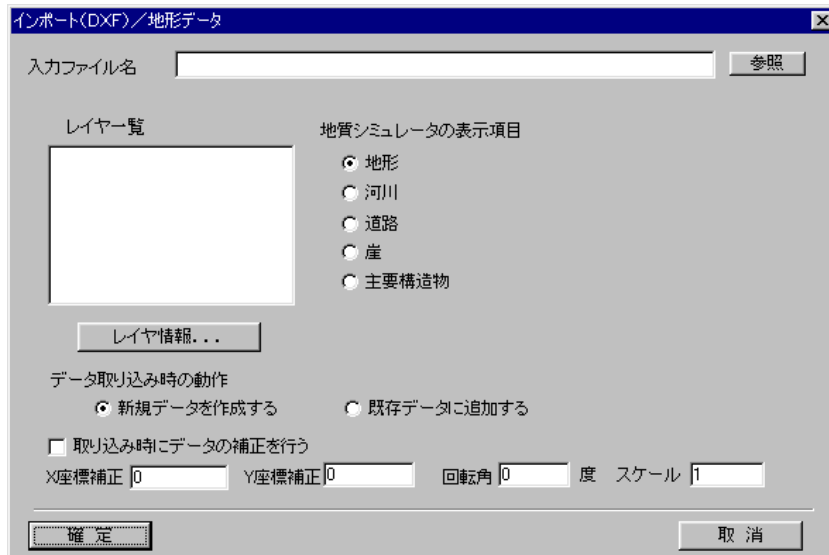 インポート(DXF)／地形データ
入力ファイル名 参照
レイヤ一覧
地質シミュレータの表示項目
地形
河川
道路
崖
主要構造物
レイヤ情報...
データ取り込み時の動作
新規データを作成する 既存データに追加する
取り込み時にデータの補正を行う
X座標補正 0 Y座標補正 0 回転角 0 度 スケール 1
確 定 取 消